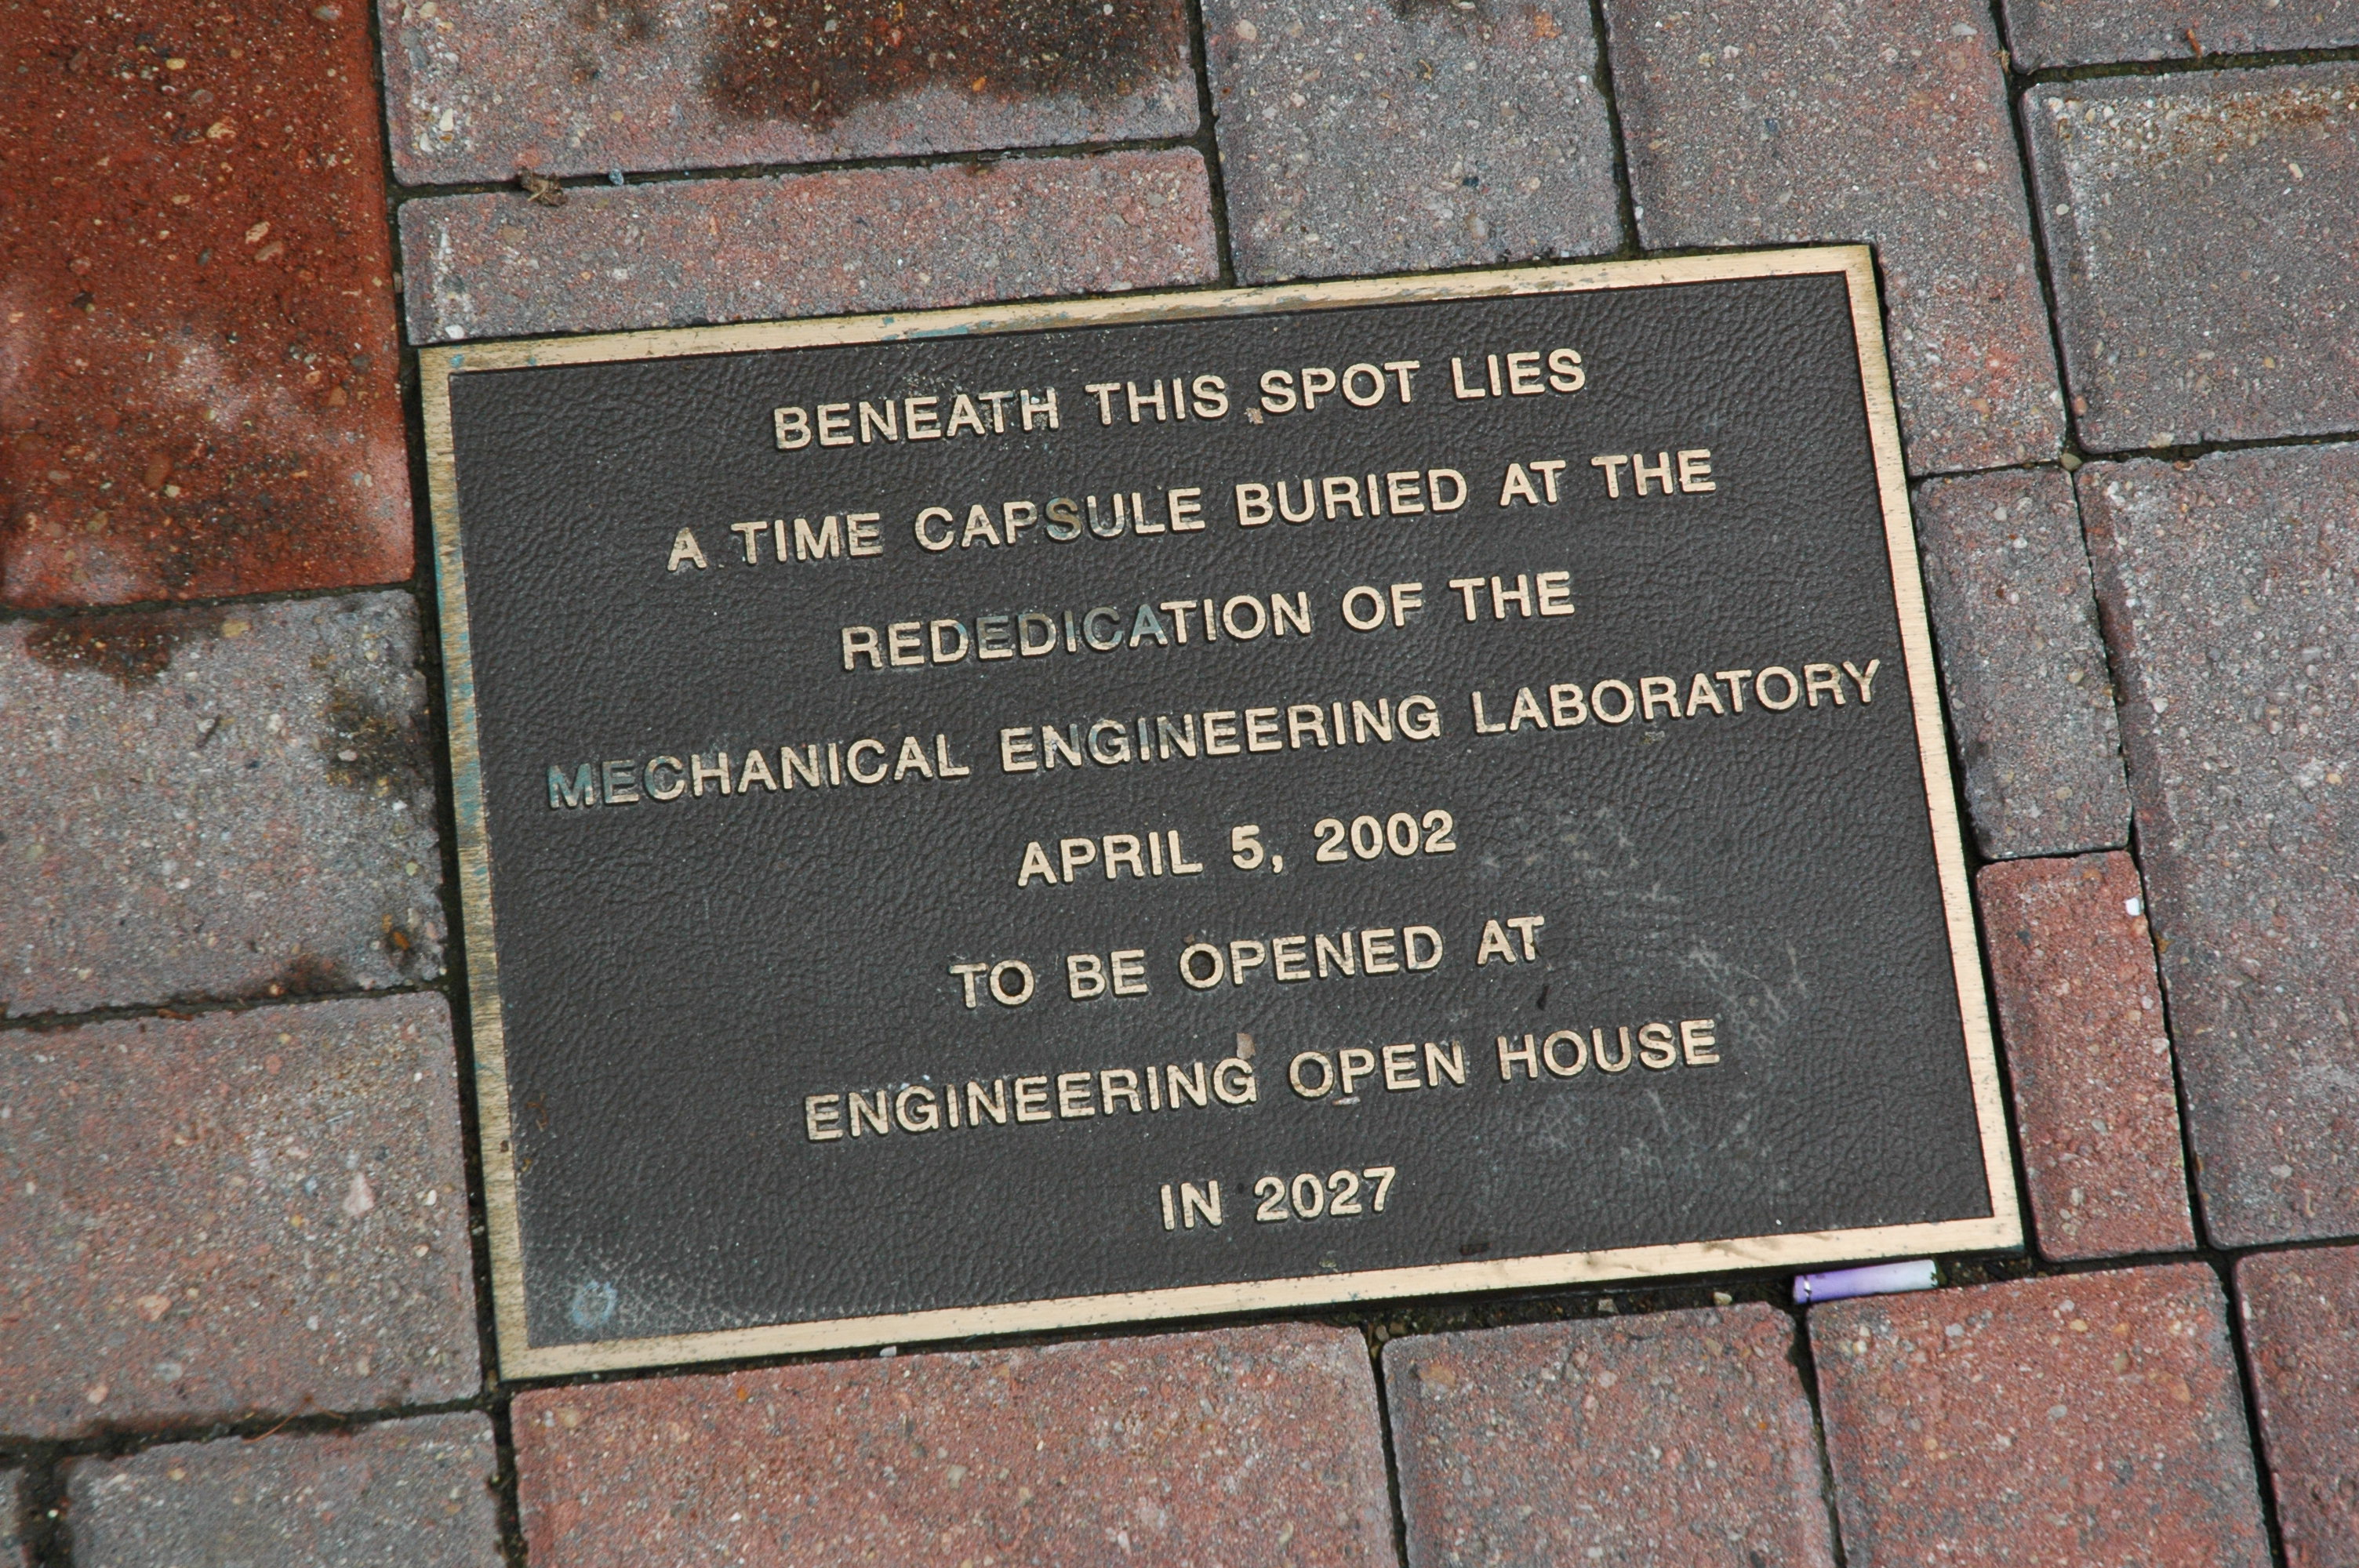 BENEATH THIS SPOT LIES
A TIME CAPSULE BURIED AT THE
REDEDICATION OF THE
MECHANICAL ENGINEERING LABORATORY
APRIL 5, 2002
TO BE OPENED AT
ENGINEERING OPEN HOUSE
IN 2027